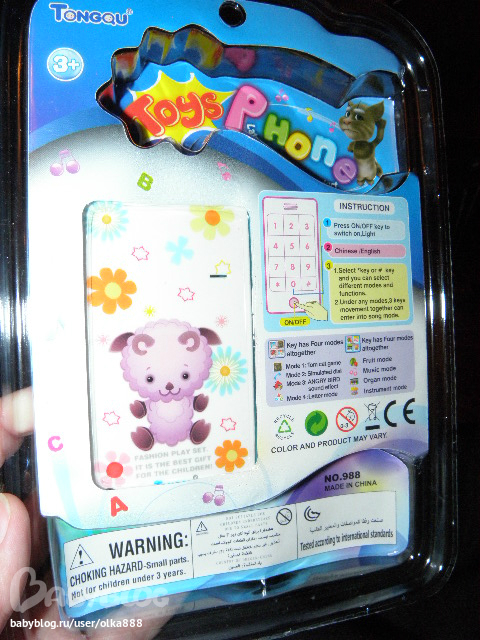 TONGQU
3+
Toys
Phone
B
INSTRUCTION
1 2 3
4 5 6
7 8 9
* 0 #
ON/OFF
1 Press ON/OFF key to
switch on,Light
2 Chinese /English
3 1.Select *key or # key
and you can select
different modes and
functions.
2.Under any modes,3 keys
movement together can
enter into song mode.
Key has Four modes
altogether
Mode 1: Tom cat game
Mode 2: Simulated dial
Mode 3: ANGRY BIRD
sound effect
Mode 4: Letter mode
Key has Four modes
altogether
Fruit mode
Music mode
Organ mode
Instrument mode
RECYCLE
0-3
CE
COLOR AND PRODUCT MAY VARY.
C
FASHION PLAY SET.
IT IS THE BEST GIFT
FOR THE CHILDREN!
A
NO.988
MADE IN CHINA
WARNING:
CHOKING HAZARD-Small parts.
Not for children under 3 years.
Tested according to international standards
BABYBLOG
babyblog.ru/user/olka888